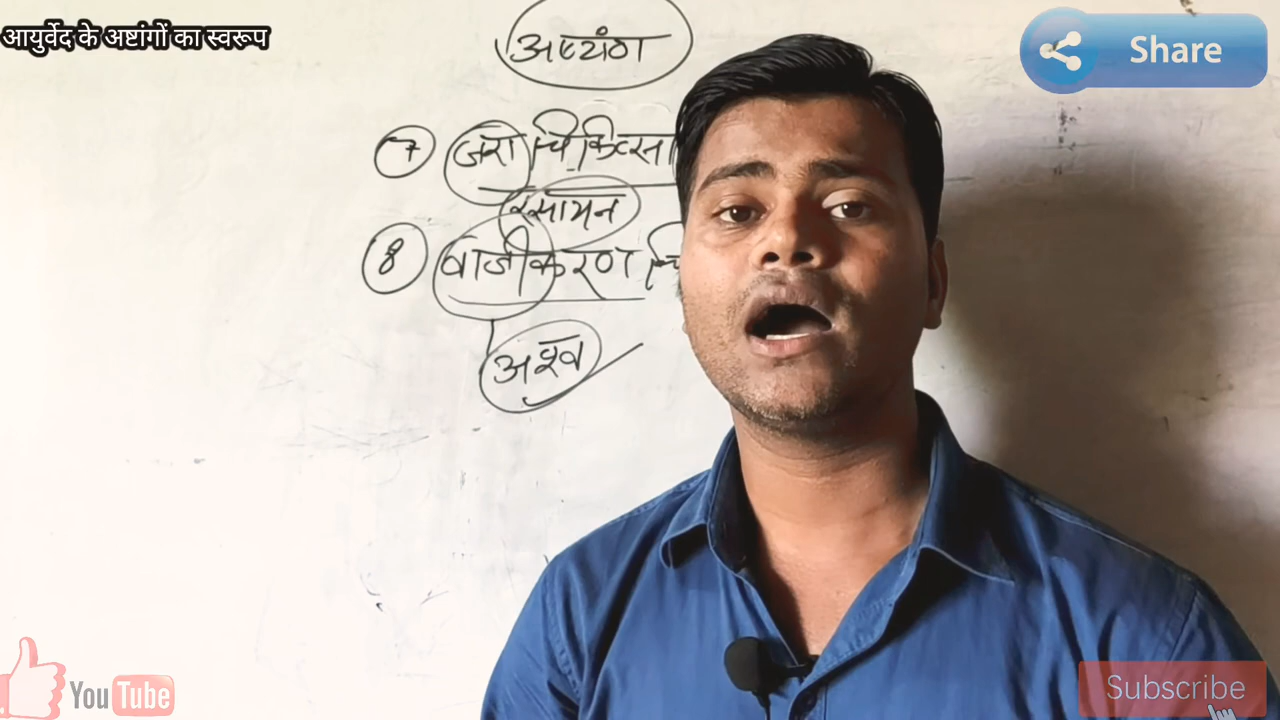 आयुर्वेद के अष्टांगों का स्वरूप
Share
अष्टांग
7 जरा चिकित्सा
रसायन
8 वाजीकरण चि
अश्व
YouTube
Subscribe